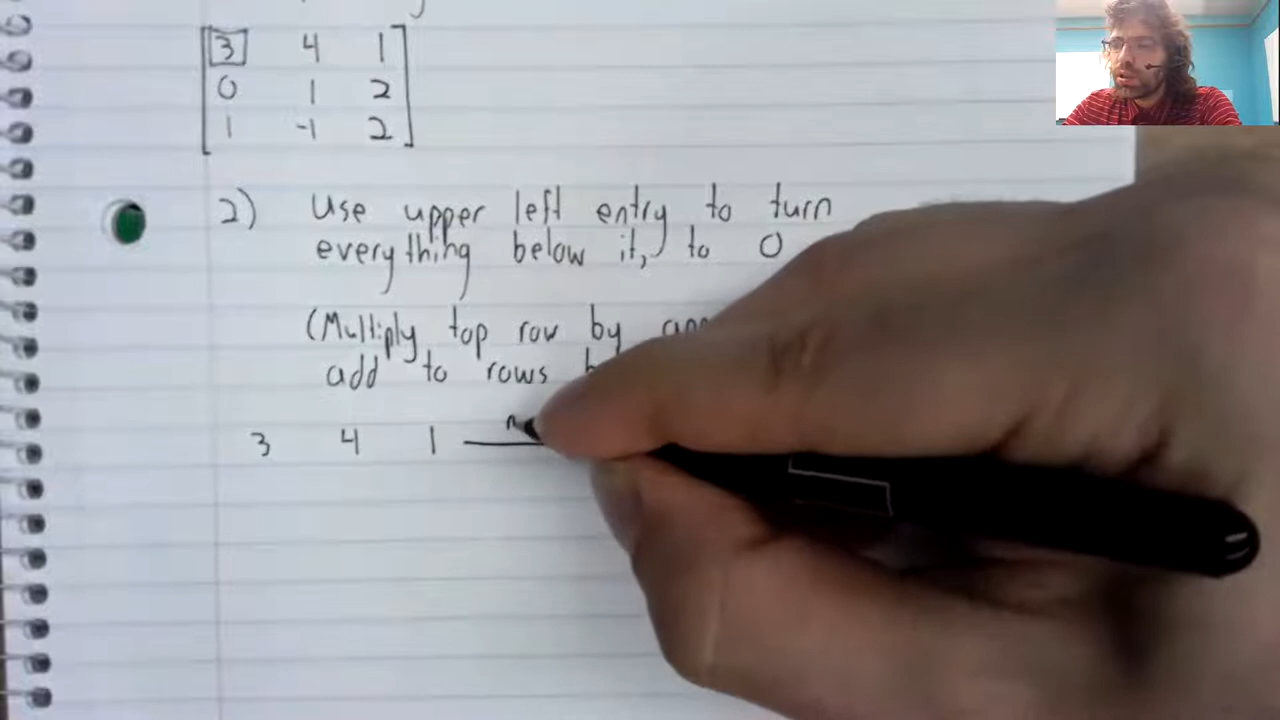 3 4 1
0 1 2
1 -1 2
2) Use upper left entry to turn
everything below it, to 0
(Multiply top row by
add to rows
3 4 1